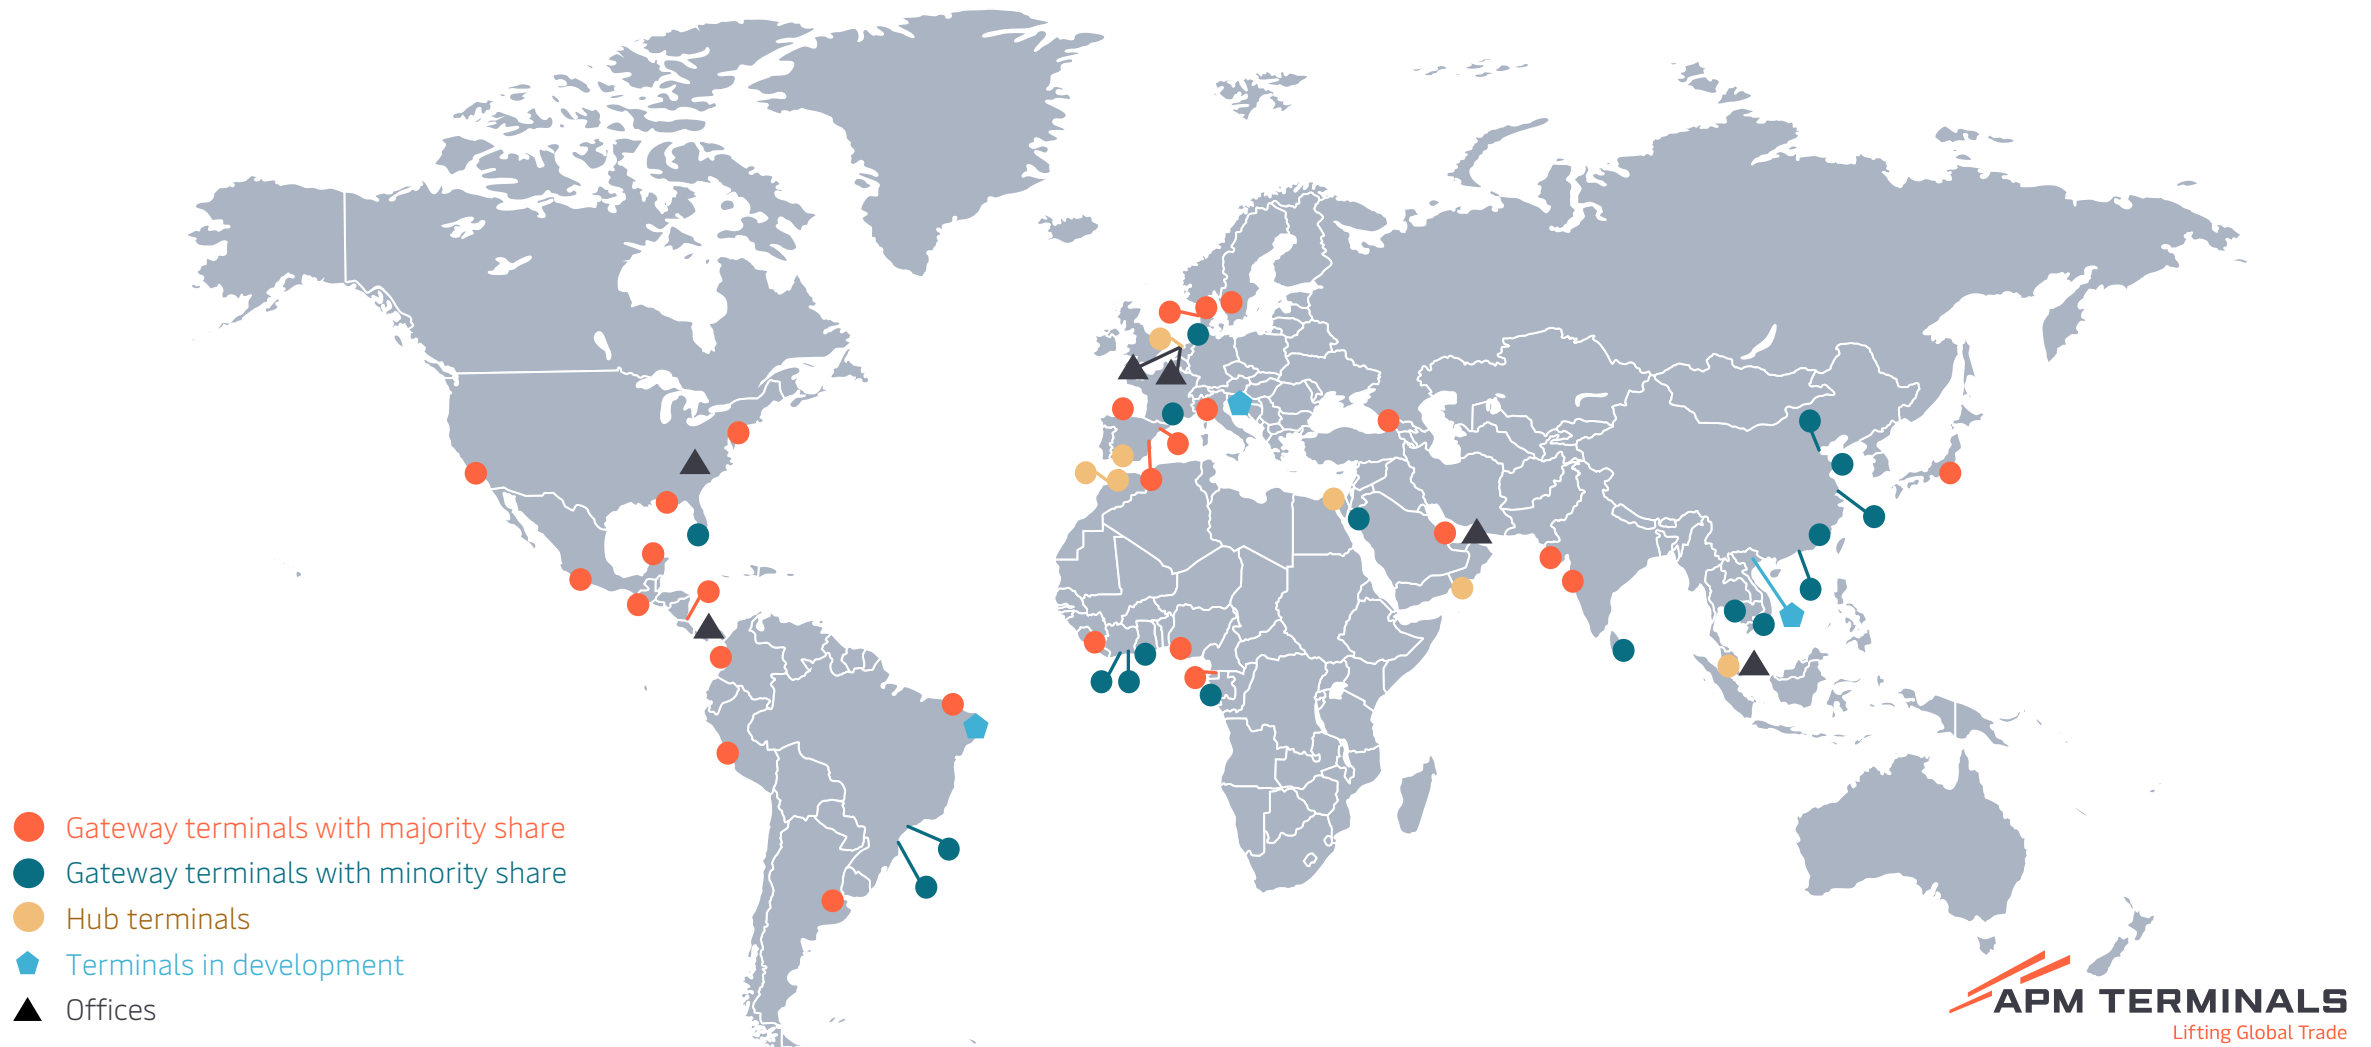 Gateway terminals with majority share
Gateway terminals with minority share
Hub terminals
Terminals in development
Offices
APM TERMINALS
Lifting Global Trade